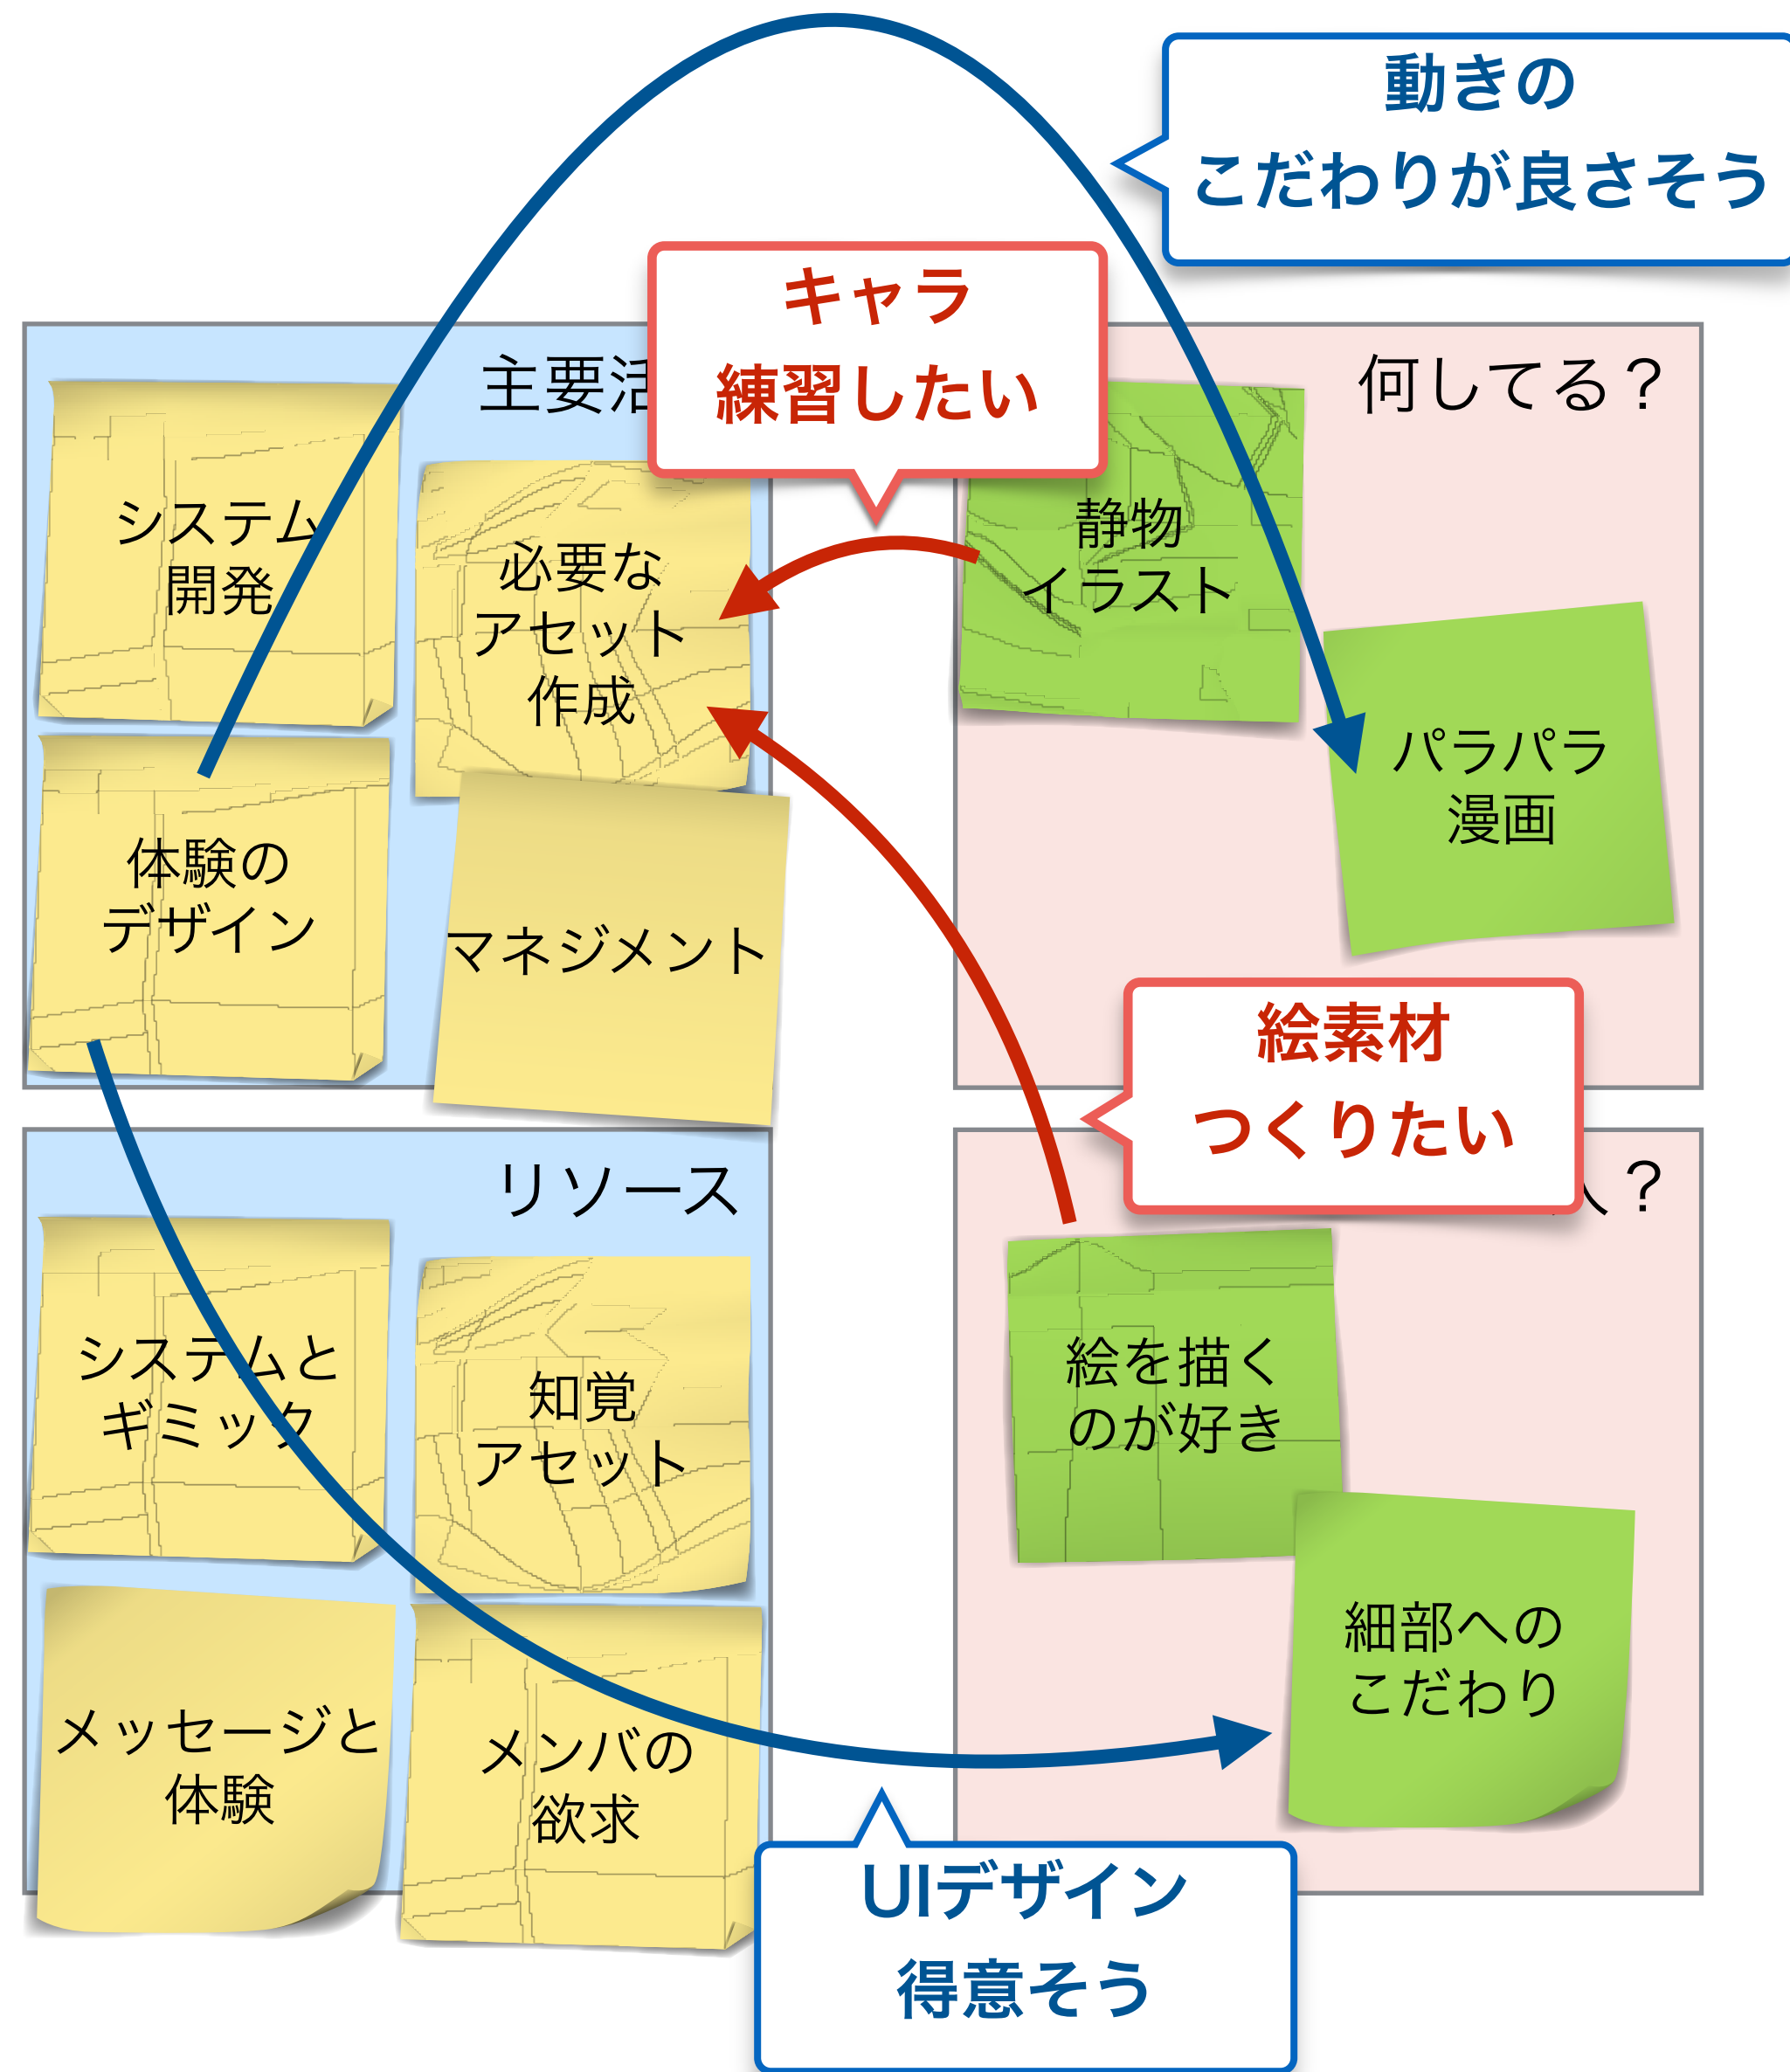 動きの
こだわりが良さそう
キャラ
練習したい
主要活
何してる？
システム
開発
必要な
アセット
作成
静物
イラスト
パラパラ
漫画
体験の
デザイン
マネジメント
絵素材
つくりたい
リソース
人？
システムと
ギミック
知覚
アセット
絵を描く
のが好き
細部への
こだわり
メッセージと
体験
メンバの
欲求
UIデザイン
得意そう